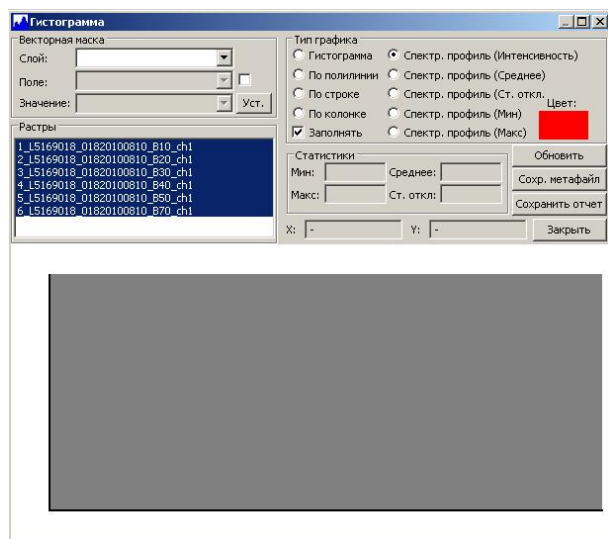 Гистограмма
Векторная маска
Слой:
Поле:
Значение:
Уст.
Растры
1_L5169018_01820100810_B10_ch1
2_L5169018_01820100810_B20_ch1
3_L5169018_01820100810_B30_ch1
4_L5169018_01820100810_B40_ch1
5_L5169018_01820100810_B50_ch1
6_L5169018_01820100810_B70_ch1
Тип графика
Гистограмма Спектр. профиль (Интенсивность)
По полилинии Спектр. профиль (Среднее)
По строке Спектр. профиль (Ст. откл.
Цвет:
По колонке Спектр. профиль (Мин)
Заполнять Спектр. профиль (Макс)
Статистики
Мин: Среднее:
Макс: Ст. откл:
Обновить
Сохр. метафайл
Сохранить отчет
X: - Y: -
Закрыть